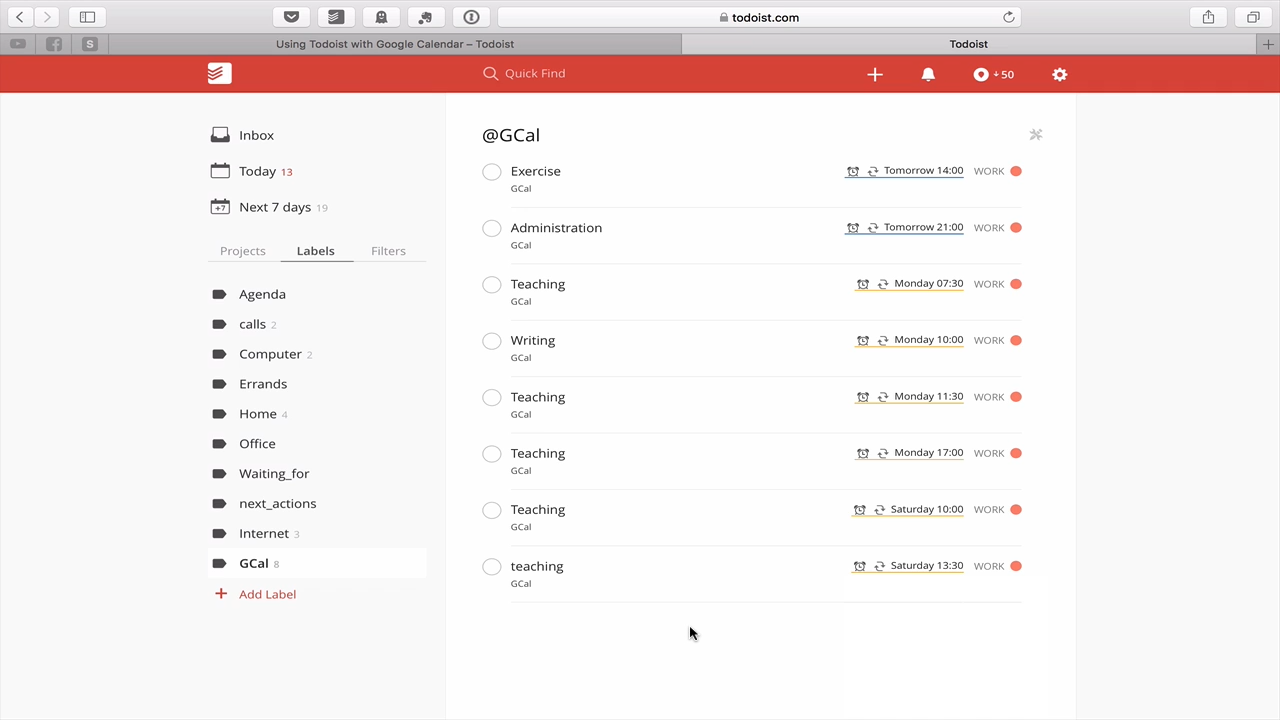 todoist.com
S
Using Todoist with Google Calendar – Todoist
Todoist
Quick Find
50
Inbox
Today 13
+7 Next 7 days 19
Projects Labels Filters
Agenda
calls 2
Computer 2
Errands
Home 4
Office
Waiting_for
next_actions
Internet 3
GCal 8
+ Add Label
@GCal
Exercise Tomorrow 14:00 WORK
GCal
Administration Tomorrow 21:00 WORK
GCal
Teaching Monday 07:30 WORK
GCal
Writing Monday 10:00 WORK
GCal
Teaching Monday 11:30 WORK
GCal
Teaching Monday 17:00 WORK
GCal
Teaching Saturday 10:00 WORK
GCal
teaching Saturday 13:30 WORK
GCal